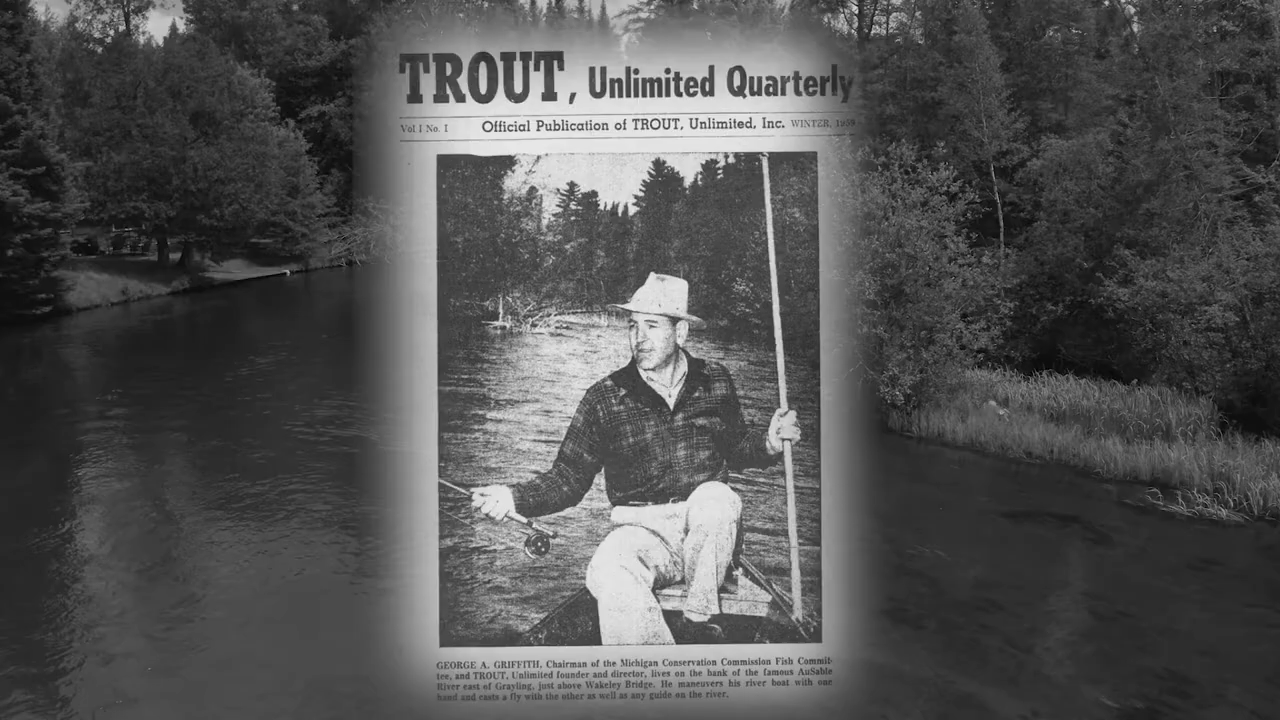 TROUT, Unlimited Quarterly
Vol I No. I Official Publication of TROUT, Unlimited, Inc. WINTER, 1959
GEORGE A. GRIFFITH, Chairman of the Michigan Conservation Commission Fish Commit-
tee, and TROUT, Unlimited founder and director, lives on the bank of the famous AuSable
River east of Grayling, just above Wakeley Bridge. He maneuvers his river boat with one
hand and casts a fly with the other as well as any guide on the river.